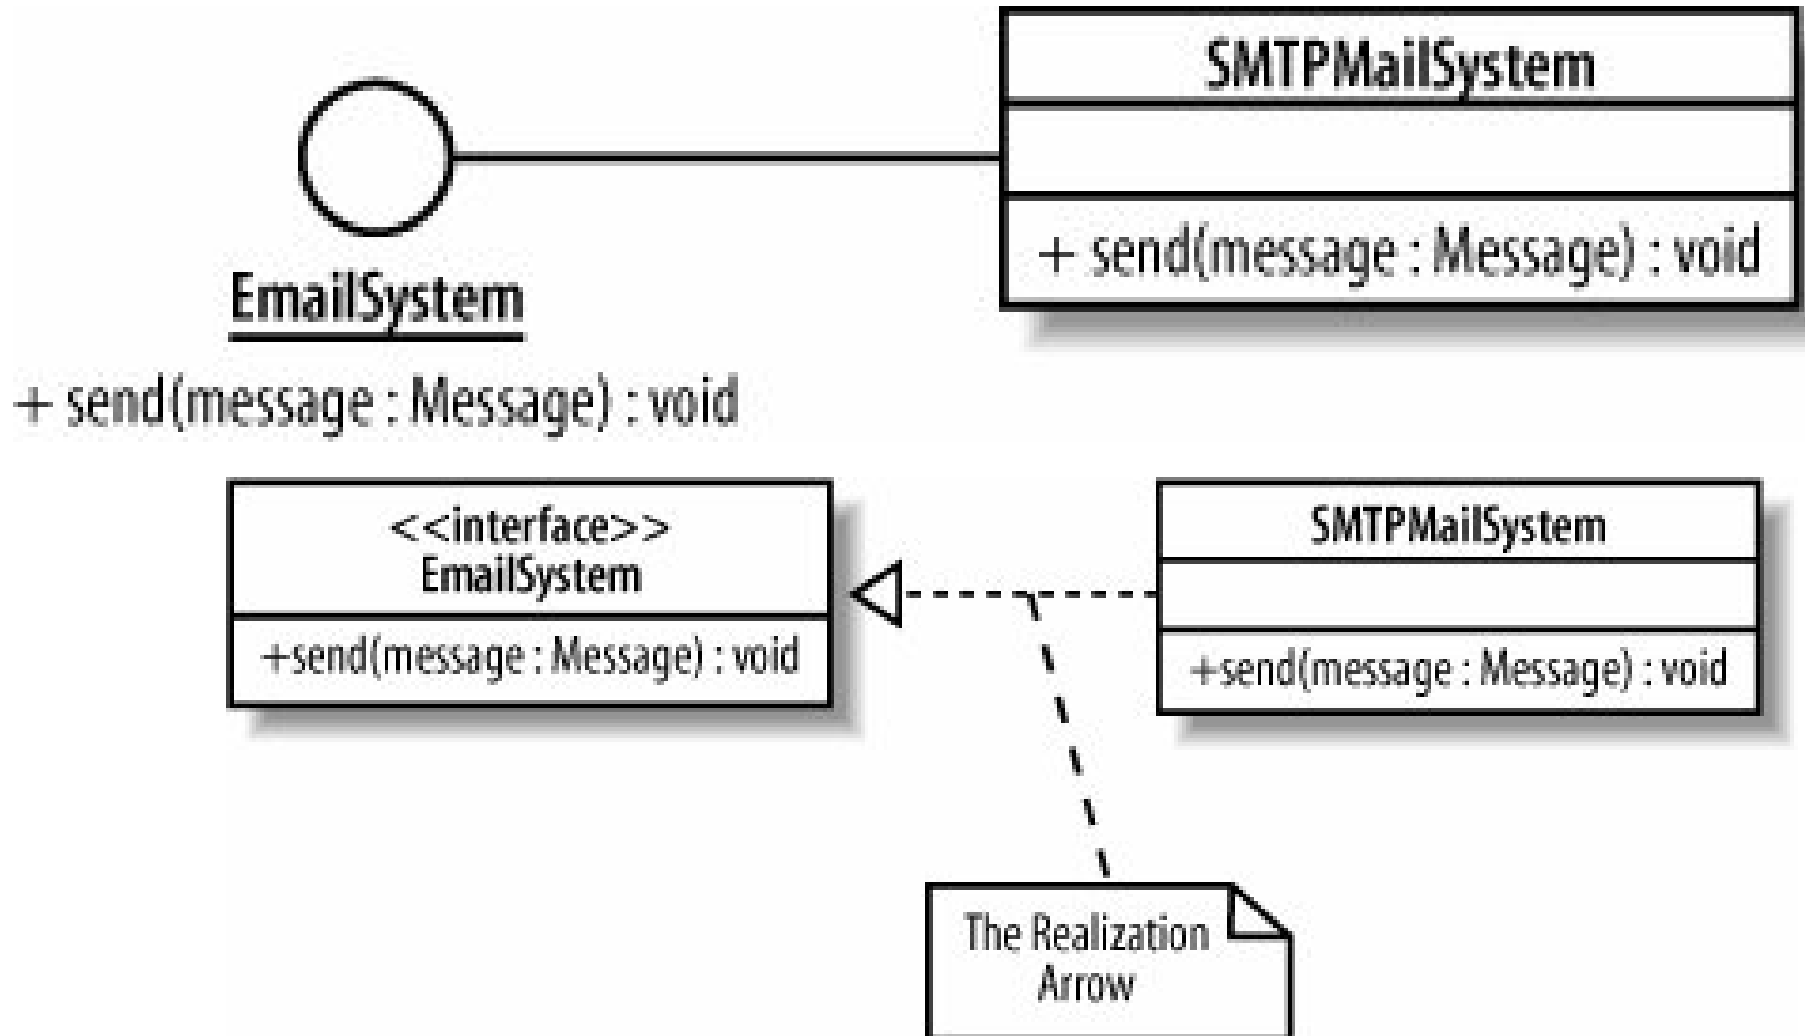 SMTPMailSystem
+ send(message : Message) : void
EmailSystem
+ send(message : Message) : void
<<interface>>
EmailSystem
+send(message : Message) : void
SMTPMailSystem
+send(message : Message) : void
The Realization
Arrow